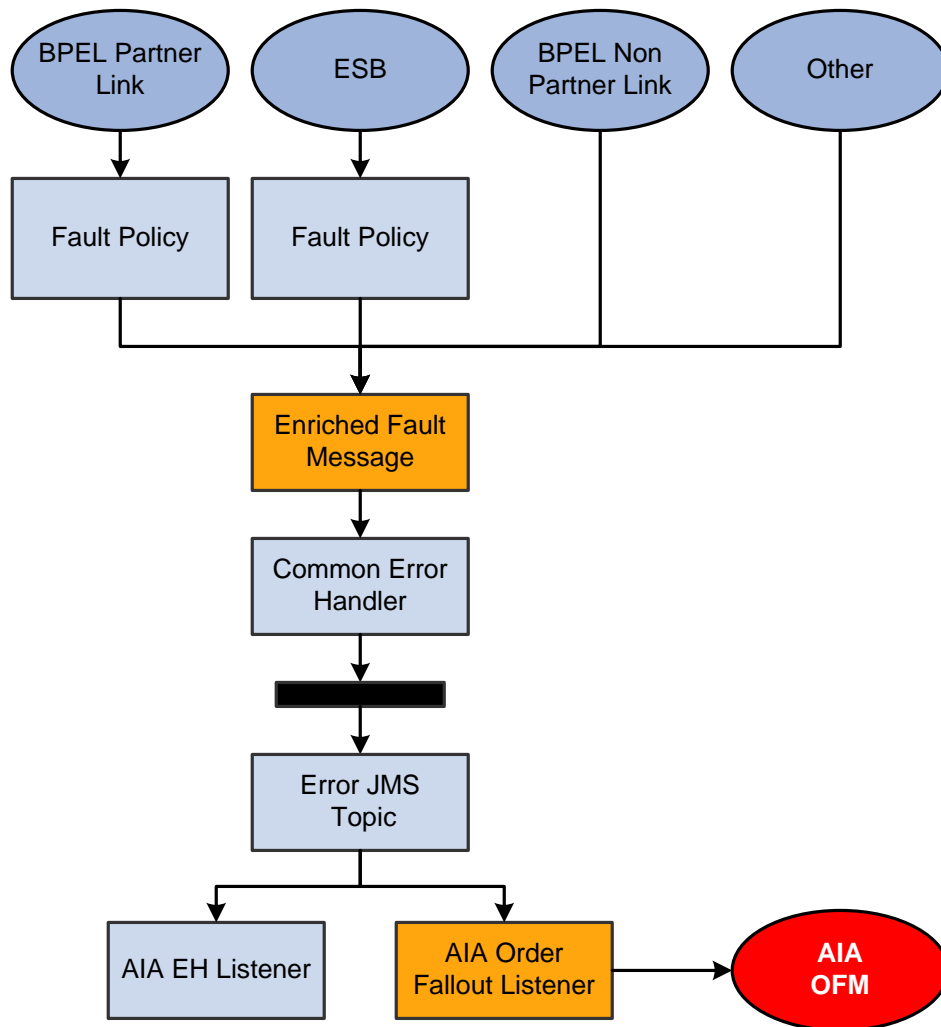 BPEL Partner
Link
ESB
BPEL Non
Partner Link
Other
Fault Policy
Fault Policy
Enriched Fault
Message
Common Error
Handler
Error JMS
Topic
AIA EH Listener
AIA Order
Fallout Listener
AIA
OFM